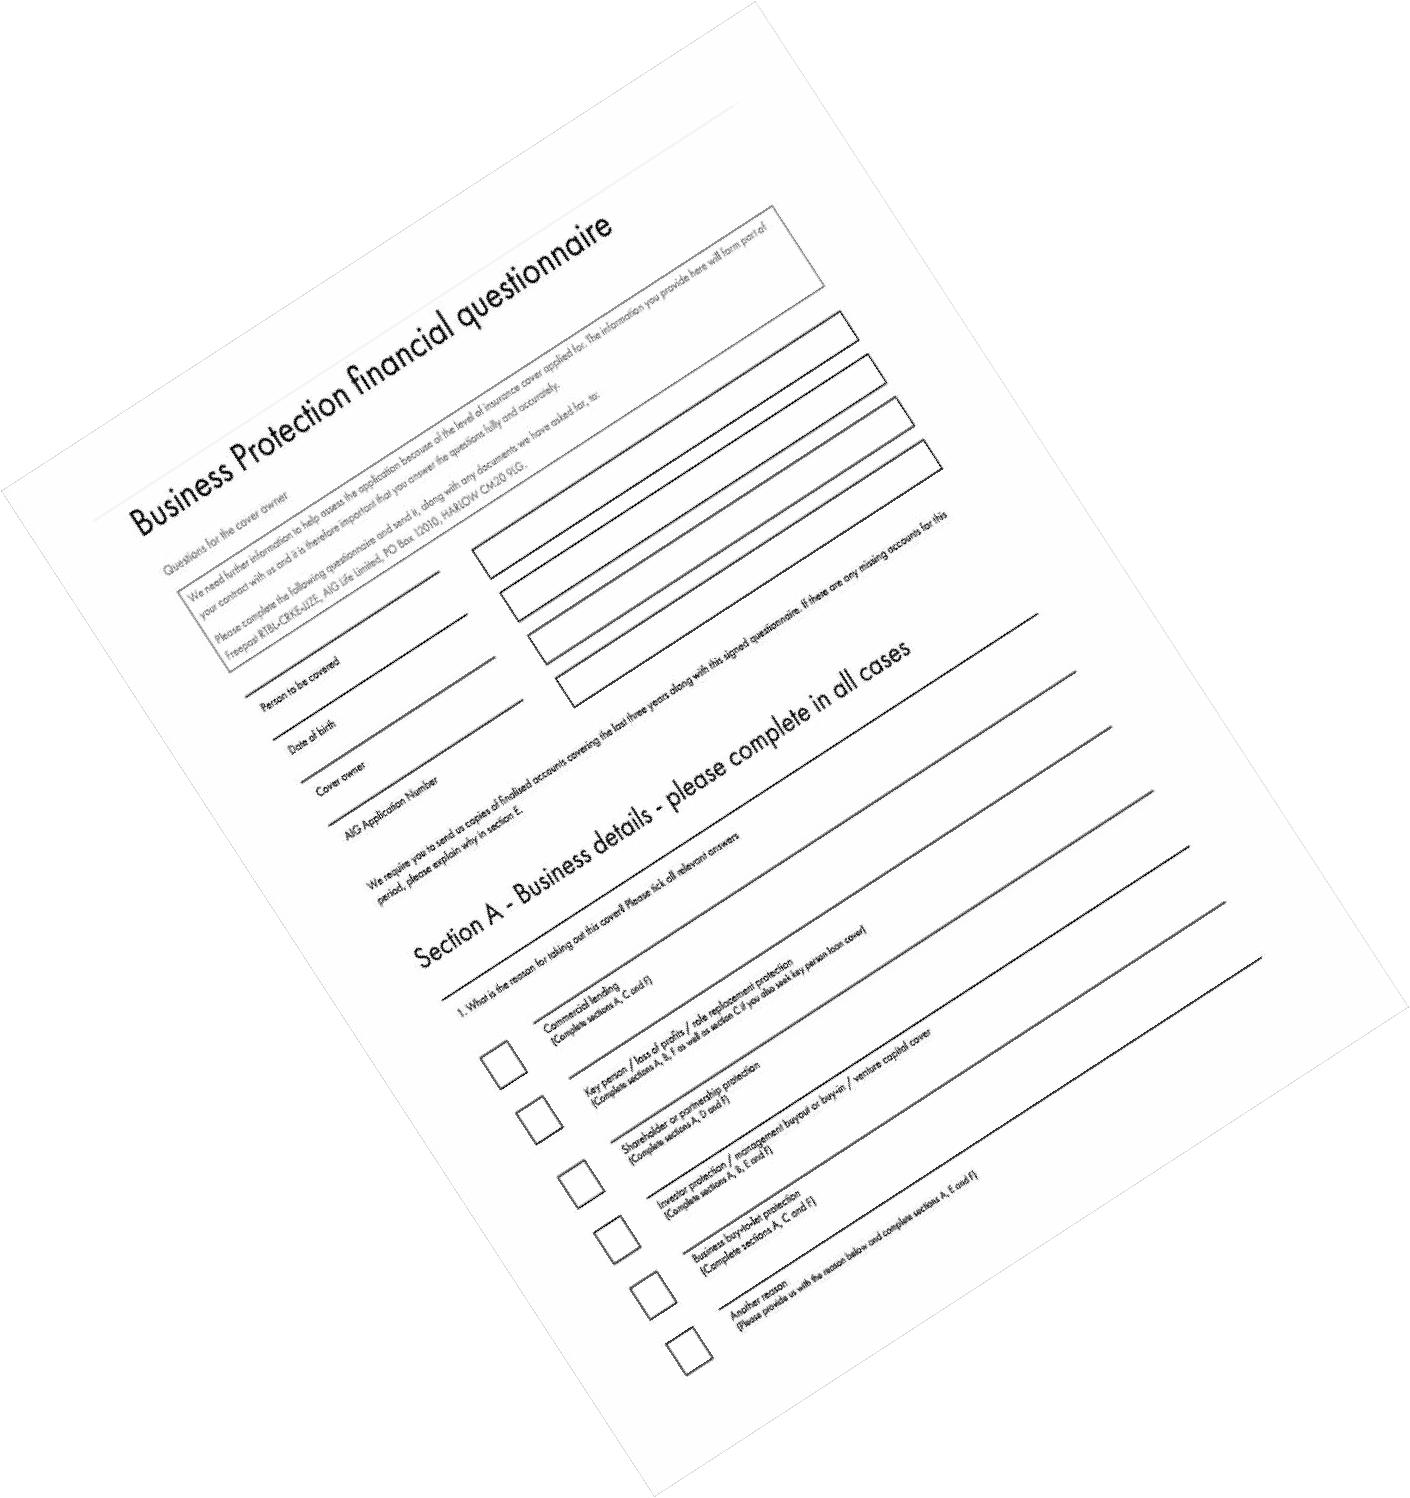 Business Protection financial questionnaire
Questions for the cover owner
We need further information to help assess the application because of the level of insurance cover applied for. The information you provide here will form part of
your contract with us and it is therefore important that you answer the questions fully and accurately.
Please complete the following questionnaire and send it, along with any documents we have asked for, to:
Freepost RTBL-CRKE-UZE, AIG Life Limited, PO Box 12010, HARLOW CM20 9LG.
Person to be covered
Date of birth
Cover owner
AIG Application Number
We require you to send us copies of finalised accounts covering the last three years along with this signed questionnaire. If there are any missing accounts for this
period, please explain why in section E.
Section A - Business details - please complete in all cases
1. What is the reason for taking out this cover? Please tick all relevant answers
Commercial lending
(Complete sections A, C and F)
Key person / loss of profits / role replacement protection
(Complete sections A, B, F as well as section C if you also seek key person loan cover)
Shareholder or partnership protection
(Complete sections A, D and F)
Investor protection / management buyout or buy-in / venture capital cover
(Complete sections A, B, E and F)
Business buy-to-let protection
(Complete sections A, C and F)
Another reason
(Please provide us with the reason below and complete sections A, E and F)